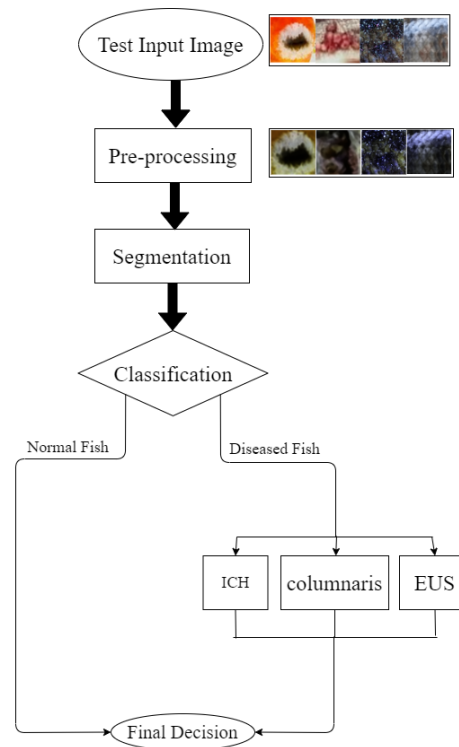 Test Input Image
Pre-processing
Segmentation
Classification
Normal Fish
Diseased Fish
ICH
columnaris
EUS
Final Decision